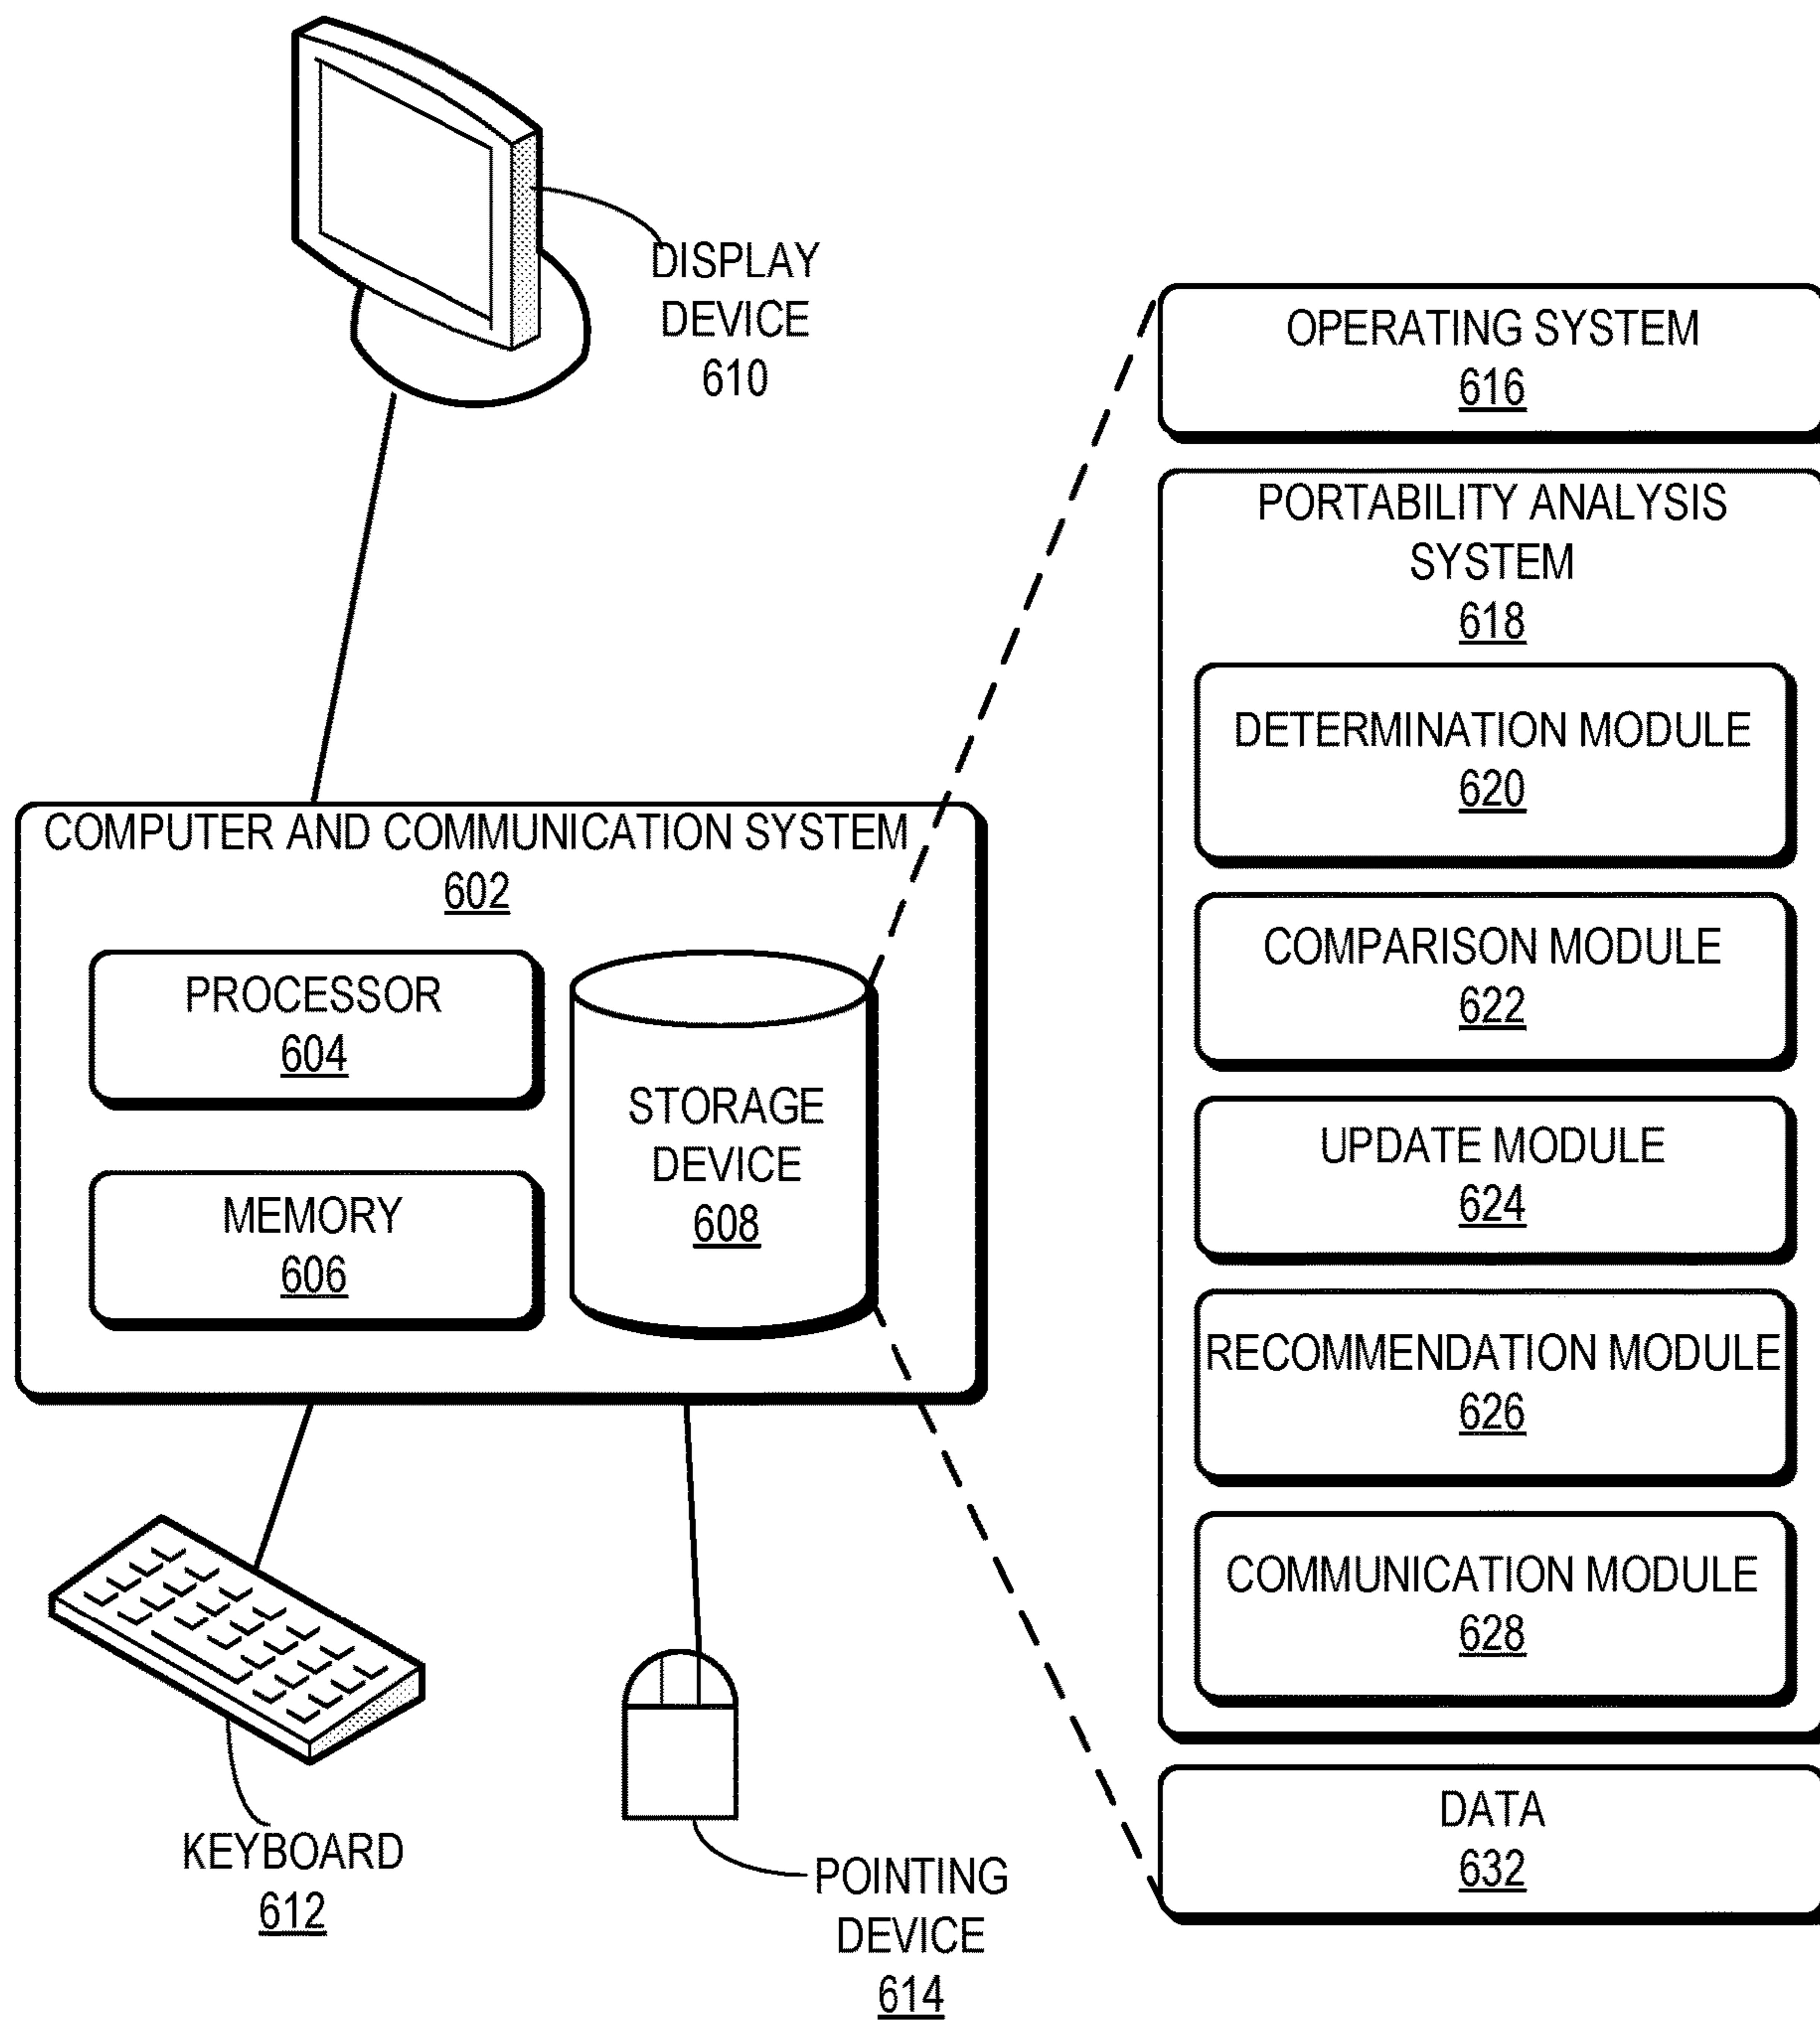 DISPLAY
DEVICE
610
COMPUTER AND COMMUNICATION SYSTEM
602
PROCESSOR
604
MEMORY
606
STORAGE
DEVICE
608
KEYBOARD
612
POINTING
DEVICE
614
OPERATING SYSTEM
616
PORTABILITY ANALYSIS
SYSTEM
618
DETERMINATION MODULE
620
COMPARISON MODULE
622
UPDATE MODULE
624
RECOMMENDATION MODULE
626
COMMUNICATION MODULE
628
DATA
632